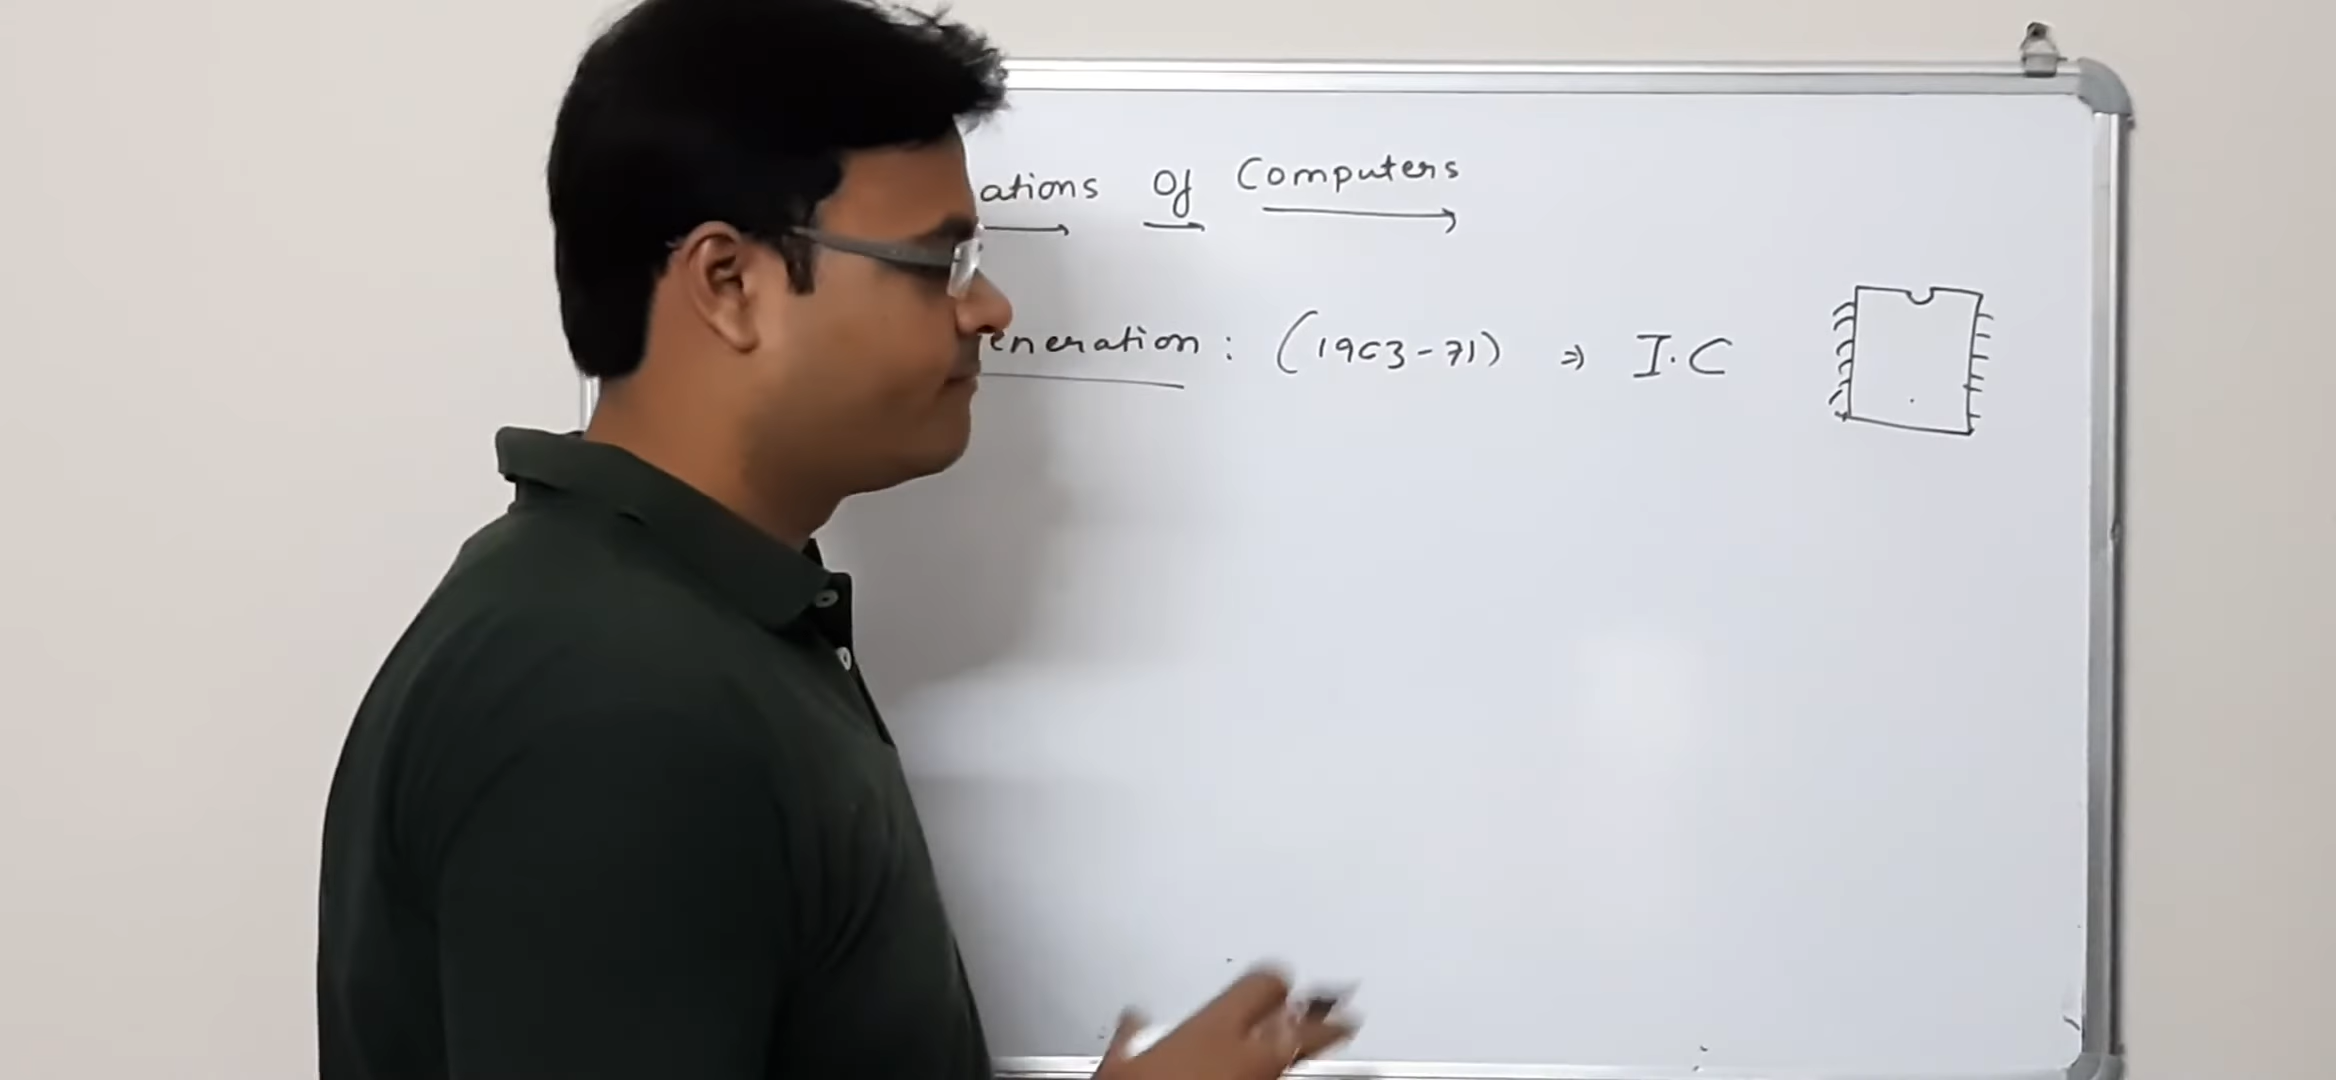 ations Of Computers
eneration : (1963-71) ⇒ I.C